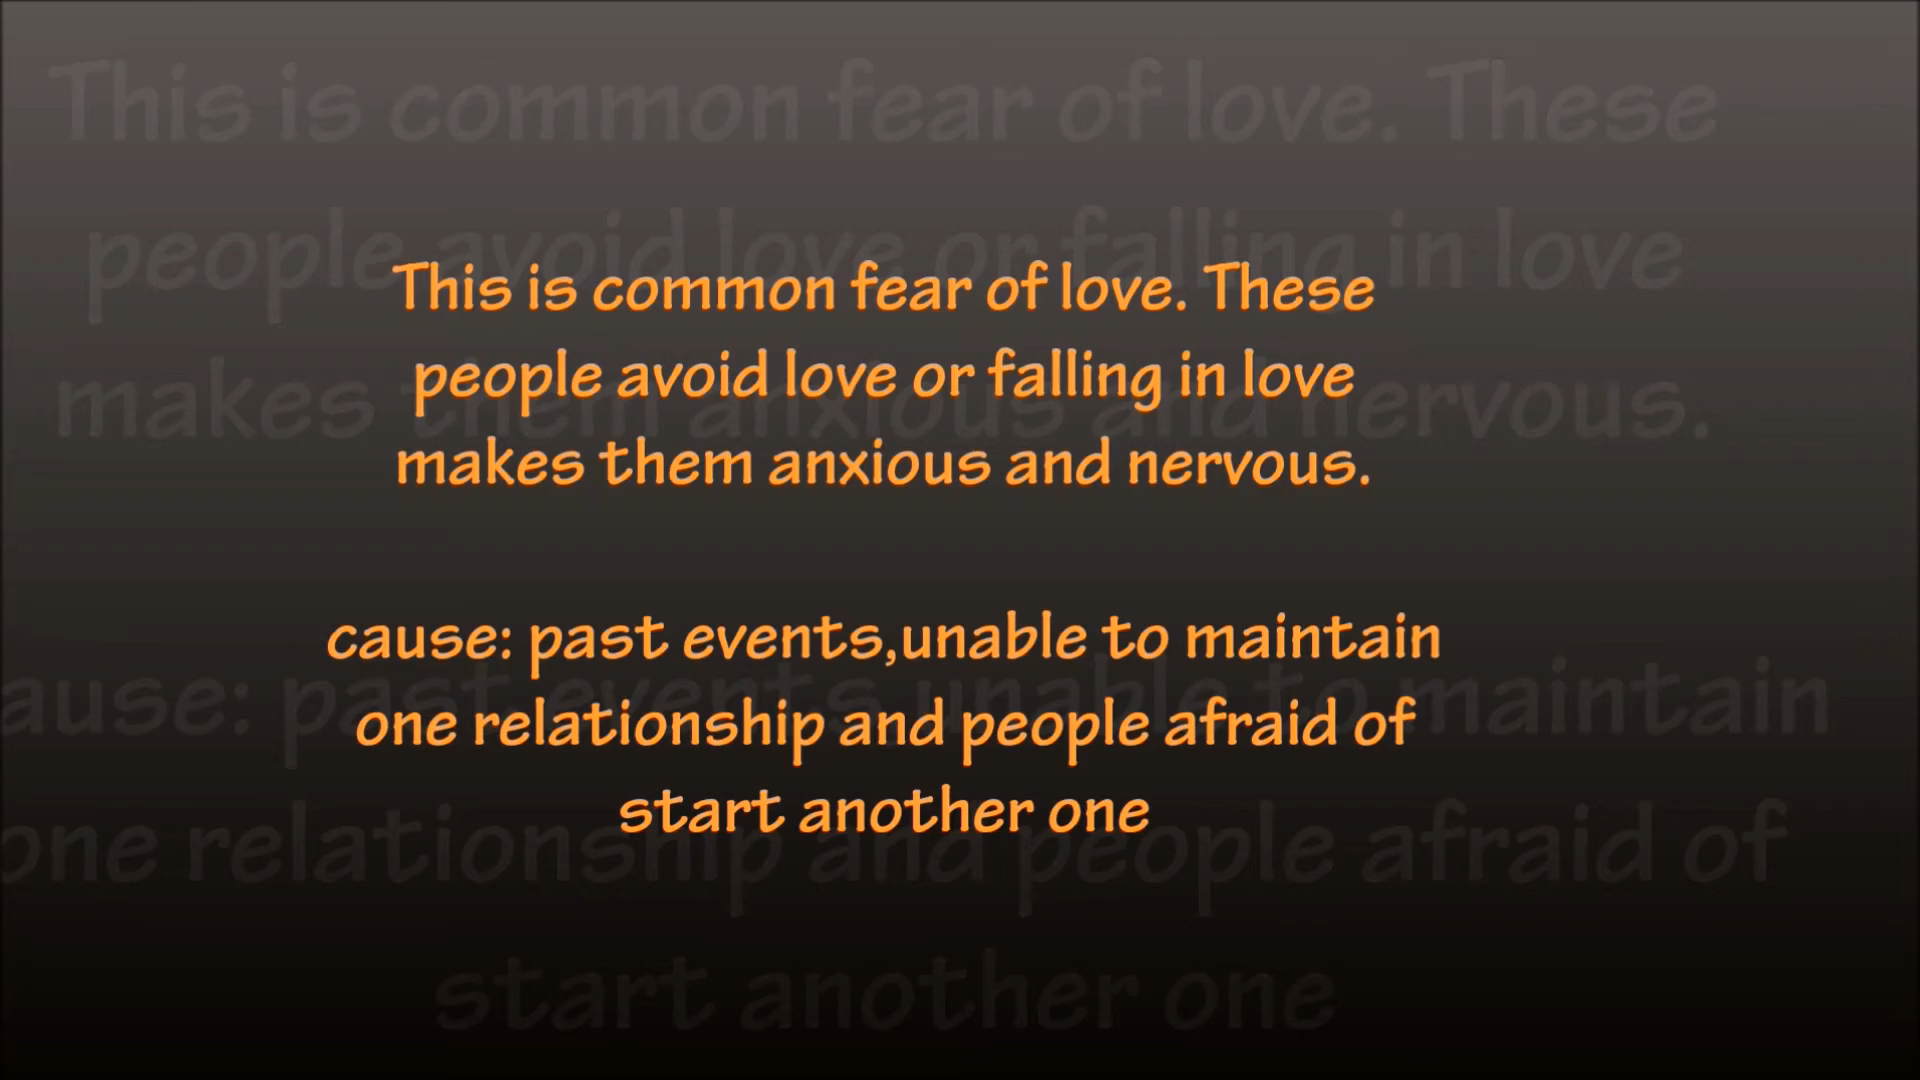 This is common fear of love. These
people avoid love or falling in love
makes them anxious and nervous.
cause: past events,unable to maintain
one relationship and people afraid of
start another one